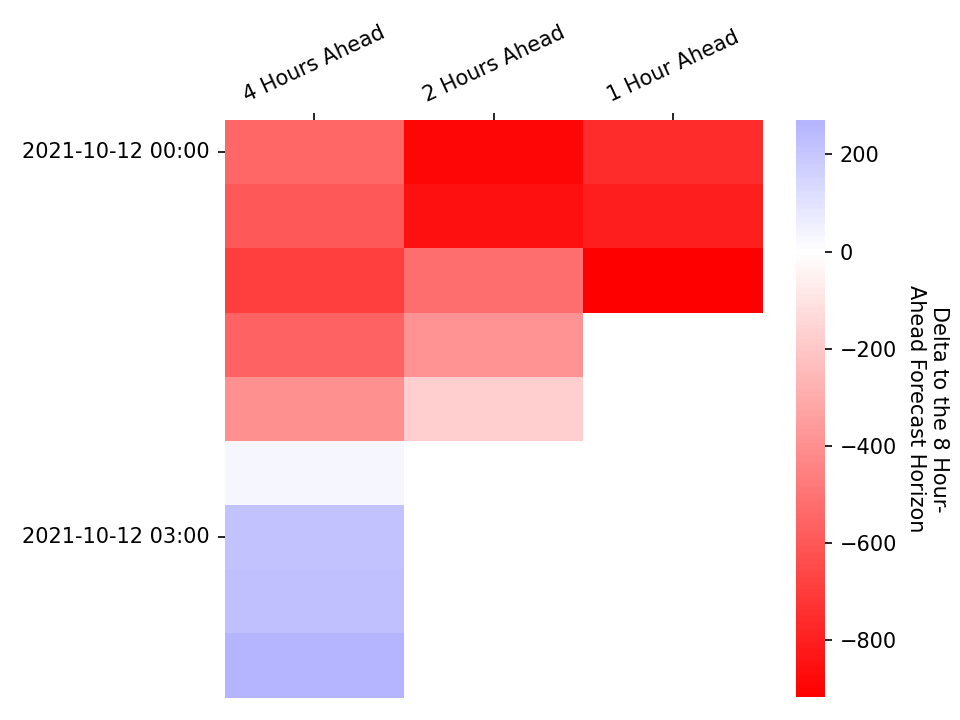 4 Hours Ahead
2 Hours Ahead
1 Hour Ahead
2021-10-12 00:00
2021-10-12 03:00
200
0
−200
−400
−600
−800
Delta to the 8 Hour-
Ahead Forecast Horizon